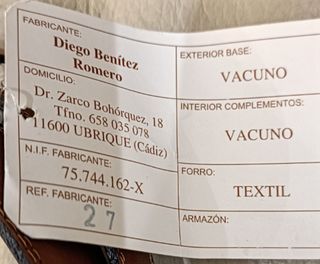 FABRICANTE:
Diego Benítez
Romero
DOMICILIO:
Dr. Zarco Bohórquez, 18
Tfno. 658 035 078
11600 UBRIQUE (Cádiz)
N.I.F. FABRICANTE:
75.744.162-X
REF. FABRICANTE:
27
EXTERIOR BASE:
VACUNO
INTERIOR COMPLEMENTOS:
VACUNO
FORRO:
TEXTIL
ARMAZÓN: